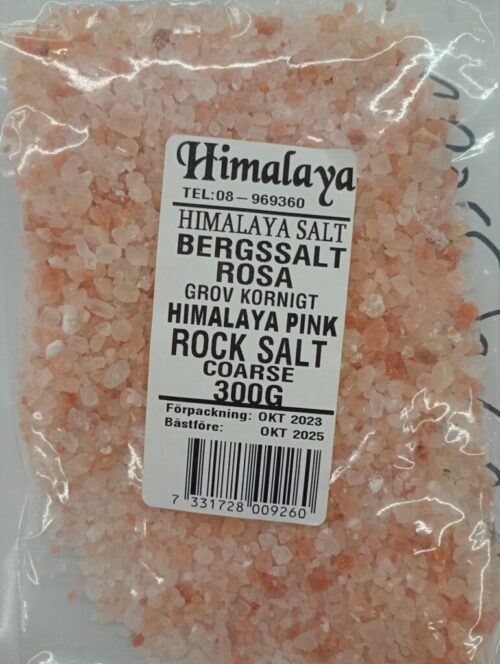 Himalaya
TEL:08-969360
HIMALAYA SALT
BERGSSALT
ROSA
GROV KORNIGT
HIMALAYA PINK
ROCK SALT
COARSE
300G
Förpackning: OKT 2023
Bästföre: OKT 2025
7 331728 009260